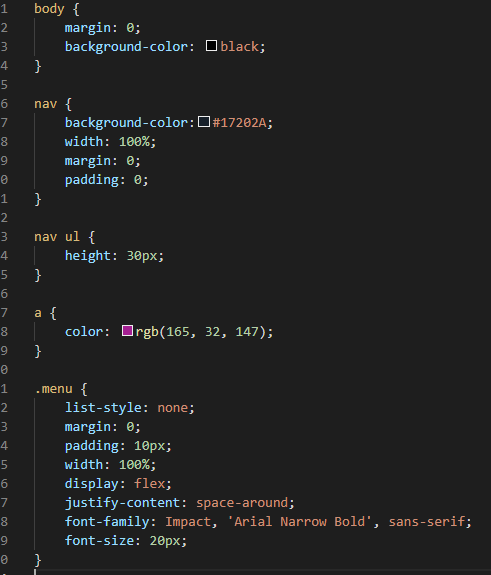 1 body {
2 margin: 0;
3 background-color: black;
4 }
5
6 nav {
7 background-color: #17202A;
8 width: 100%;
9 margin: 0;
0 padding: 0;
1 }
2
3 nav ul {
4 height: 30px;
5 }
6
7 a {
8 color: rgb(165, 32, 147);
9 }
0
1 .menu {
2 list-style: none;
3 margin: 0;
4 padding: 10px;
5 width: 100%;
6 display: flex;
7 justify-content: space-around;
8 font-family: Impact, 'Arial Narrow Bold', sans-serif;
9 font-size: 20px;
0 }